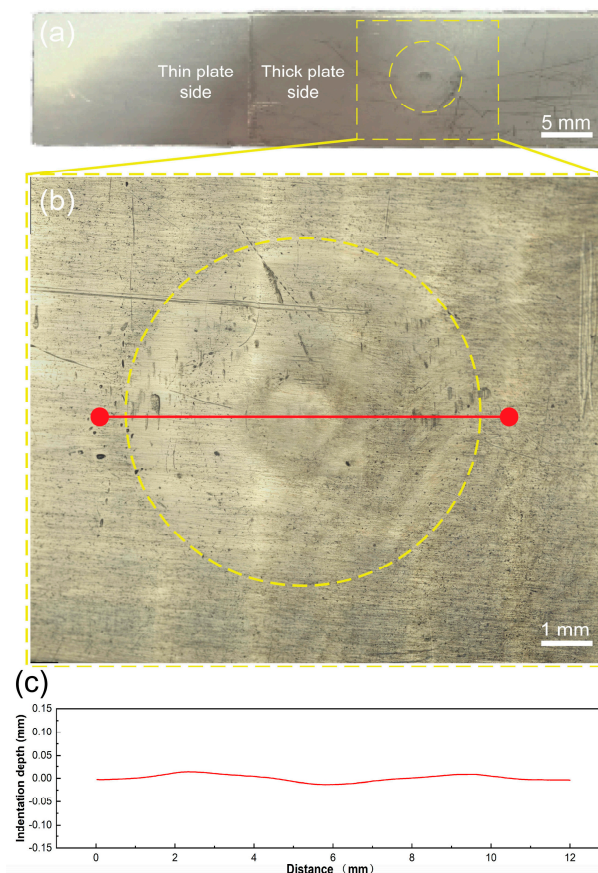 (a)
Thin plate
side
Thick plate
side
5 mm
(b)
1 mm
(c)
0.15
0.10
0.05
0.00
-0.05
-0.10
-0.15
Indentation depth (mm)
0 2 4 6 8 10 12
Distance （mm）